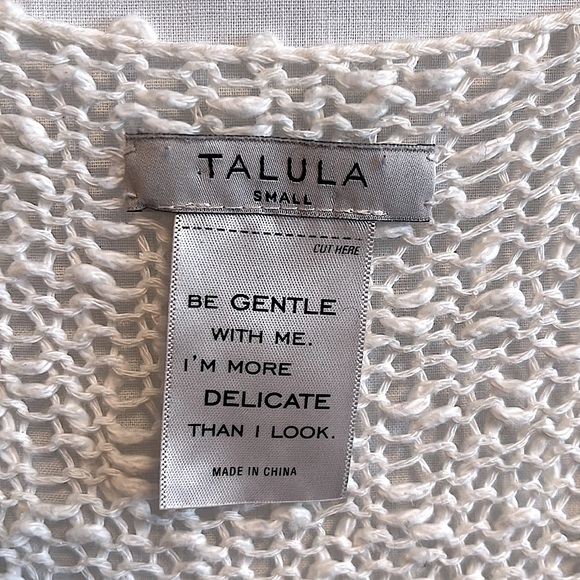 TALULA
SMALL
CUT HERE
BE GENTLE
WITH ME.
I'M MORE
DELICATE
THAN I LOOK.
MADE IN CHINA